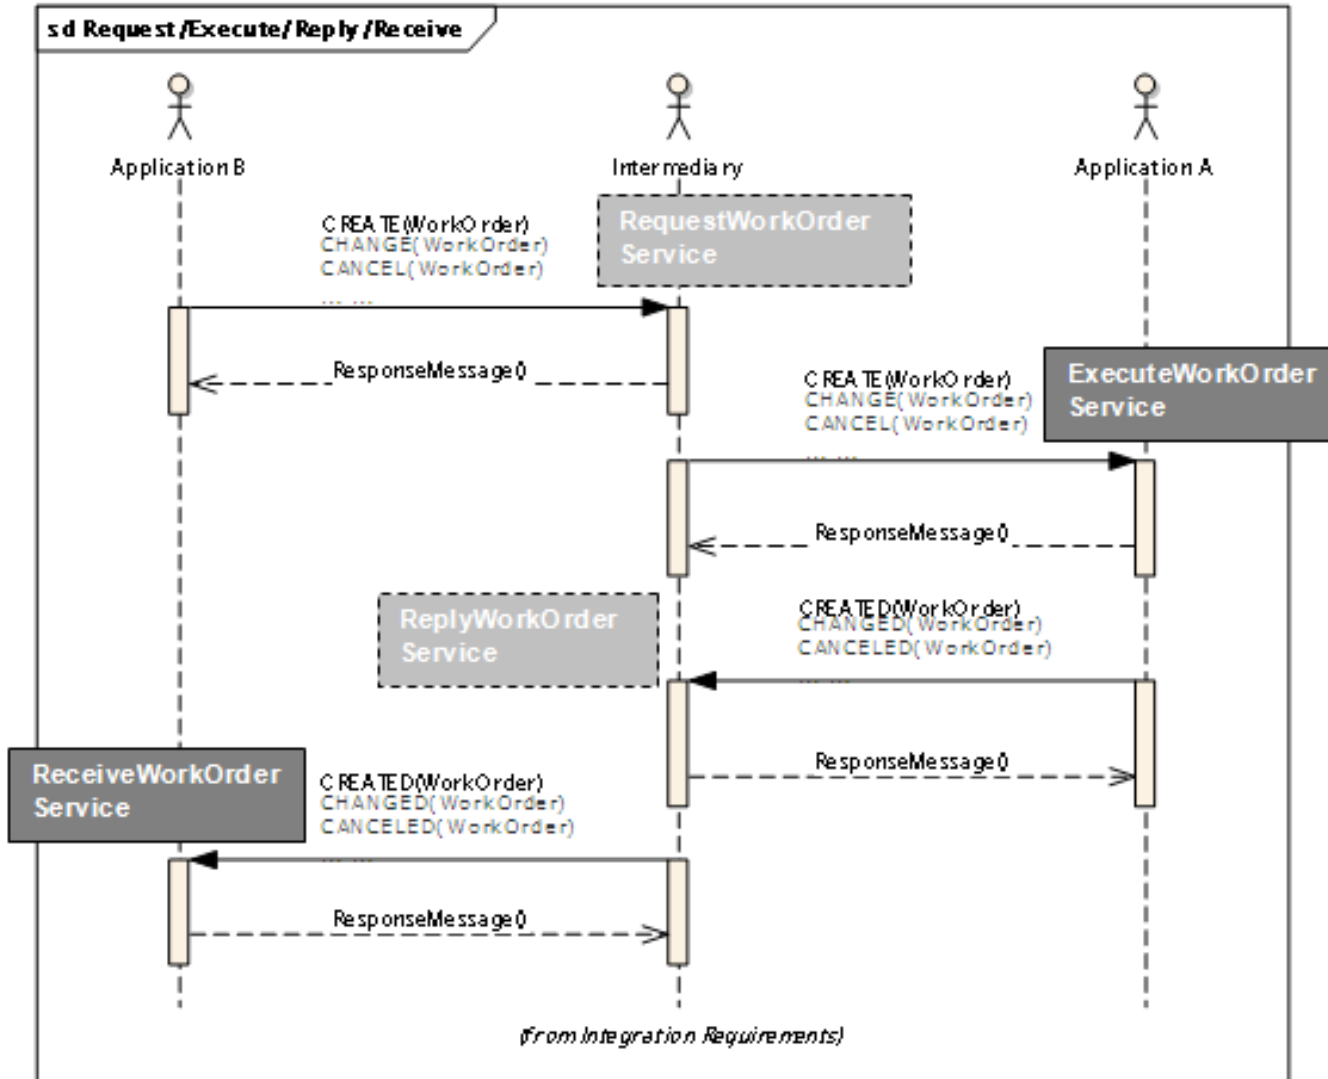 sd Request/Execute/Reply/Receive
Application B
Intermediary
Application A
RequestWorkOrder
Service
CREATE(WorkOrder)
CHANGE(WorkOrder)
CANCEL(WorkOrder)
... ...
ResponseMessage()
ExecuteWorkOrder
Service
CREATE(WorkOrder)
CHANGE(WorkOrder)
CANCEL(WorkOrder)
... ...
ResponseMessage()
ReplyWorkOrder
Service
CREATED(WorkOrder)
CHANGED(WorkOrder)
CANCELED(WorkOrder)
... ...
ResponseMessage()
ReceiveWorkOrder
Service
CREATED(WorkOrder)
CHANGED(WorkOrder)
CANCELED(WorkOrder)
... ...
ResponseMessage()
(from Integration Requirements)